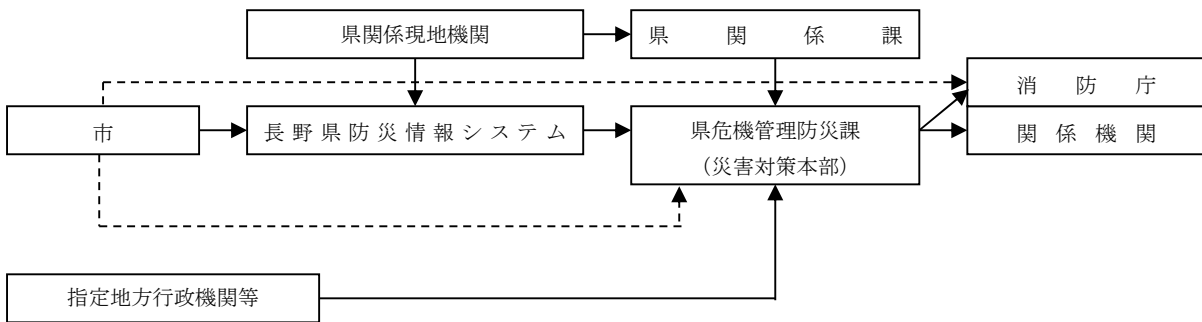 県関係現地機関
県関係課
消防庁
市
長野県防災情報システム
県危機管理防災課
（災害対策本部）
関係機関
指定地方行政機関等